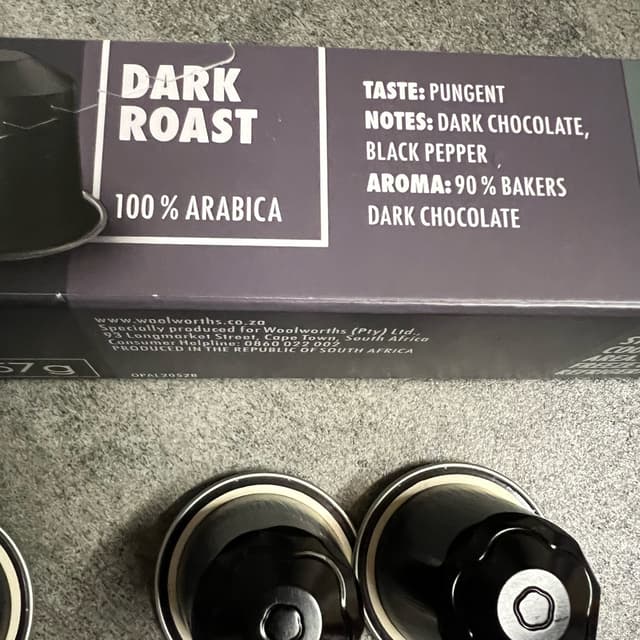 DARK
ROAST
100 % ARABICA
TASTE: PUNGENT
NOTES: DARK CHOCOLATE,
BLACK PEPPER
AROMA: 90 % BAKERS
DARK CHOCOLATE
www.woolworths.co.za
Specially produced for Woolworths (Pty) Ltd.,
93 Longmarket Street, Cape Town, South Africa
Consumer Helpline: 0860 022 002
PRODUCED IN THE REPUBLIC OF SOUTH AFRICA
57 g